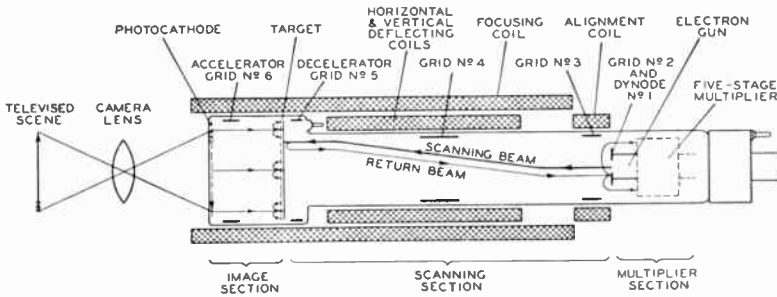 PHOTOCATHODE
TARGET
HORIZONTAL
& VERTICAL
DEFLECTING
COILS
FOCUSING
COIL
ALIGNMENT
COIL
ELECTRON
GUN
ACCELERATOR
GRID Nº 6
DECELERATOR
GRID Nº 5
GRID Nº 4
GRID Nº 3
GRID Nº 2
AND
DYNODE
Nº 1
FIVE-STAGE
MULTIPLIER
TELEVISED
SCENE
CAMERA
LENS
SCANNING BEAM
RETURN BEAM
IMAGE
SECTION
SCANNING
SECTION
MULTIPLIER
SECTION